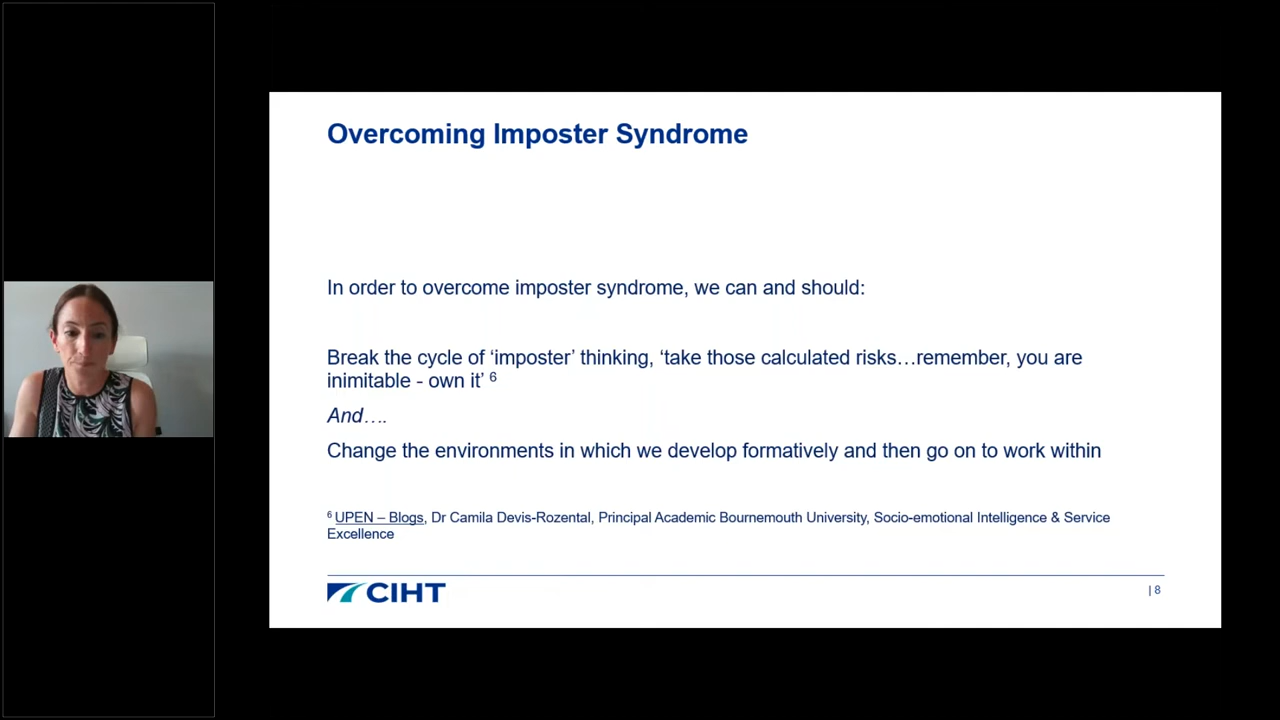 Overcoming Imposter Syndrome
In order to overcome imposter syndrome, we can and should:
Break the cycle of ‘imposter’ thinking, ‘take those calculated risks…remember, you are
inimitable - own it’ ⁶
And….
Change the environments in which we develop formatively and then go on to work within
⁶ UPEN – Blogs, Dr Camila Devis-Rozental, Principal Academic Bournemouth University, Socio-emotional Intelligence & Service
Excellence
CIHT
| 8